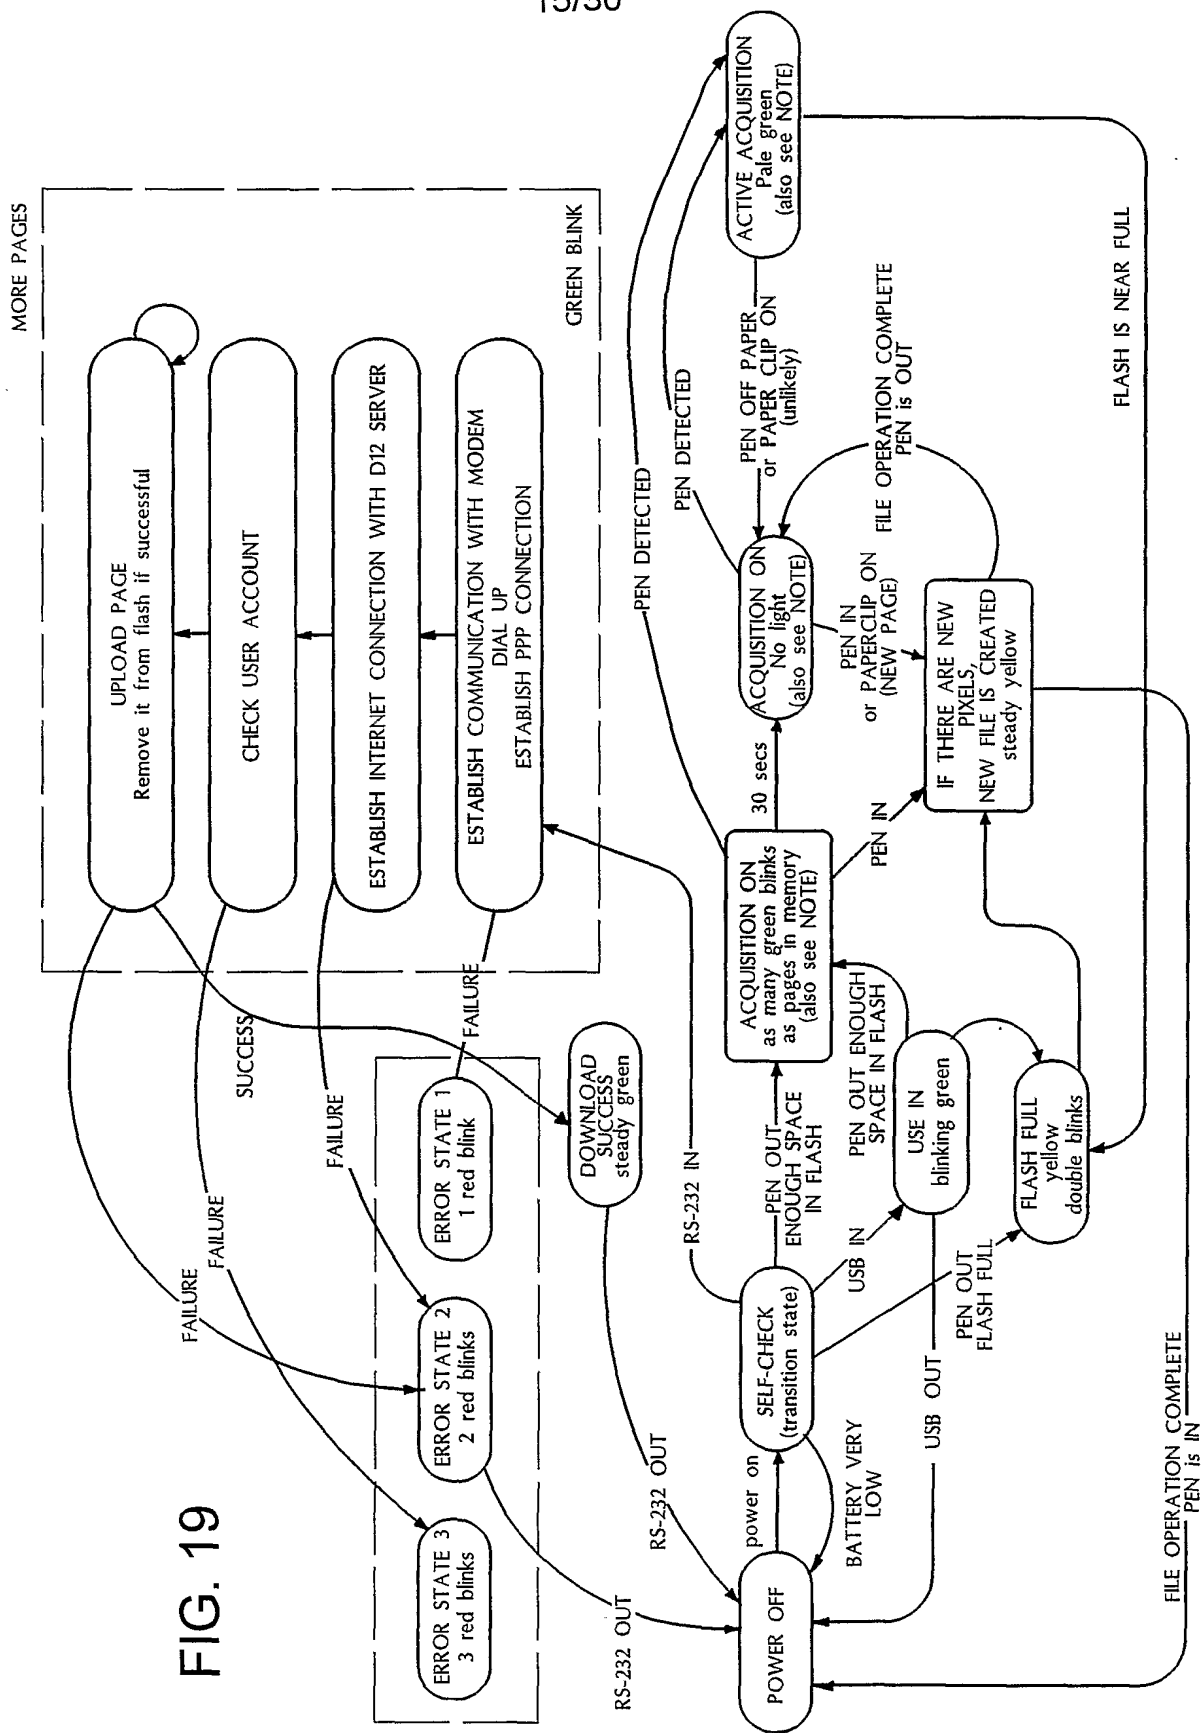 15/30
FIG. 19
MORE PAGES
UPLOAD PAGE
Remove it from flash if successful
CHECK USER ACCOUNT
ESTABLISH INTERNET CONNECTION WITH D12 SERVER
ESTABLISH COMMUNICATION WITH MODEM
DIAL UP
ESTABLISH PPP CONNECTION
GREEN BLINK
FAILURE
FAILURE
SUCCESS
FAILURE
FAILURE
ERROR STATE 3
3 red blinks
ERROR STATE 2
2 red blinks
ERROR STATE 1
1 red blink
DOWNLOAD
SUCCESS
steady green
RS-232 OUT
RS-232 OUT
RS-232 IN
PEN DETECTED
PEN DETECTED
POWER OFF
power on
BATTERY VERY
LOW
SELF-CHECK
(transition state)
PEN OUT
ENOUGH SPACE
IN FLASH
ACQUISITION ON
as many green blinks
as pages in memory
(also see NOTE)
30 secs
ACQUISITION ON
No light
(also see NOTE)
PEN OFF PAPER
or PAPER CLIP ON
(unlikely)
ACTIVE ACQUISITION
Pale green
(also see NOTE)
USB IN
USB OUT
PEN OUT
FLASH FULL
USE IN
blinking green
PEN OUT ENOUGH
SPACE IN FLASH
FLASH FULL
yellow
double blinks
PEN IN
PEN IN
or PAPERCLIP ON
(NEW PAGE)
IF THERE ARE NEW
PIXELS,
NEW FILE IS CREATED
steady yellow
FILE OPERATION COMPLETE
PEN is OUT
FLASH IS NEAR FULL
FILE OPERATION COMPLETE
PEN is IN